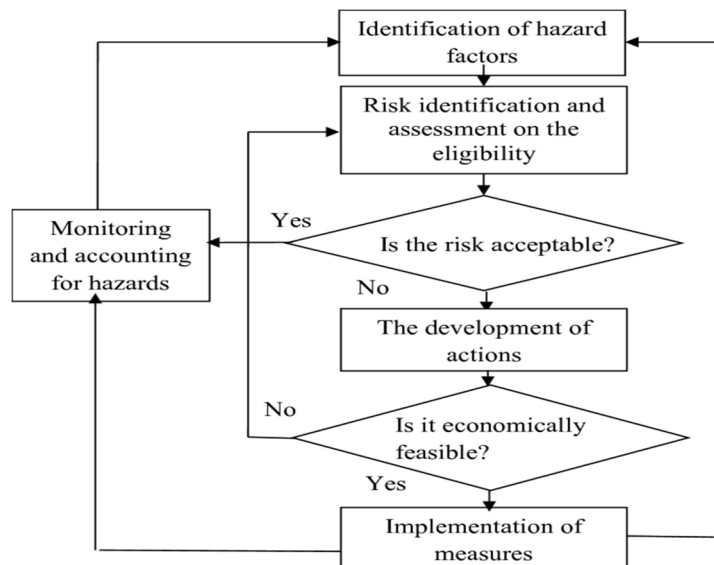 Identification of hazard
factors
Risk identification and
assessment on the
eligibility
Yes
Monitoring
and accounting
for hazards
Is the risk acceptable?
No
The development of
actions
No
Is it economically
feasible?
Yes
Implementation of
measures